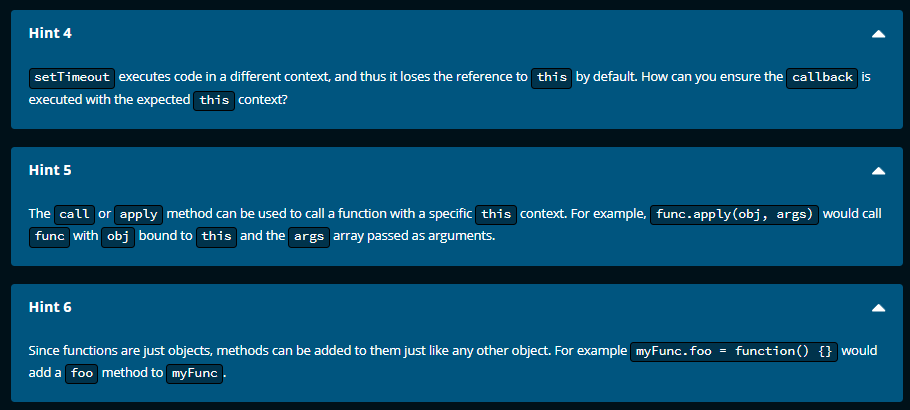 Hint 4
setTimeout executes code in a different context, and thus it loses the reference to this by default. How can you ensure the callback is
executed with the expected this context?
Hint 5
The call or apply method can be used to call a function with a specific this context. For example, func.apply(obj, args) would call
func with obj bound to this and the args array passed as arguments.
Hint 6
Since functions are just objects, methods can be added to them just like any other object. For example myFunc.foo = function() {} would
add a foo method to myFunc.